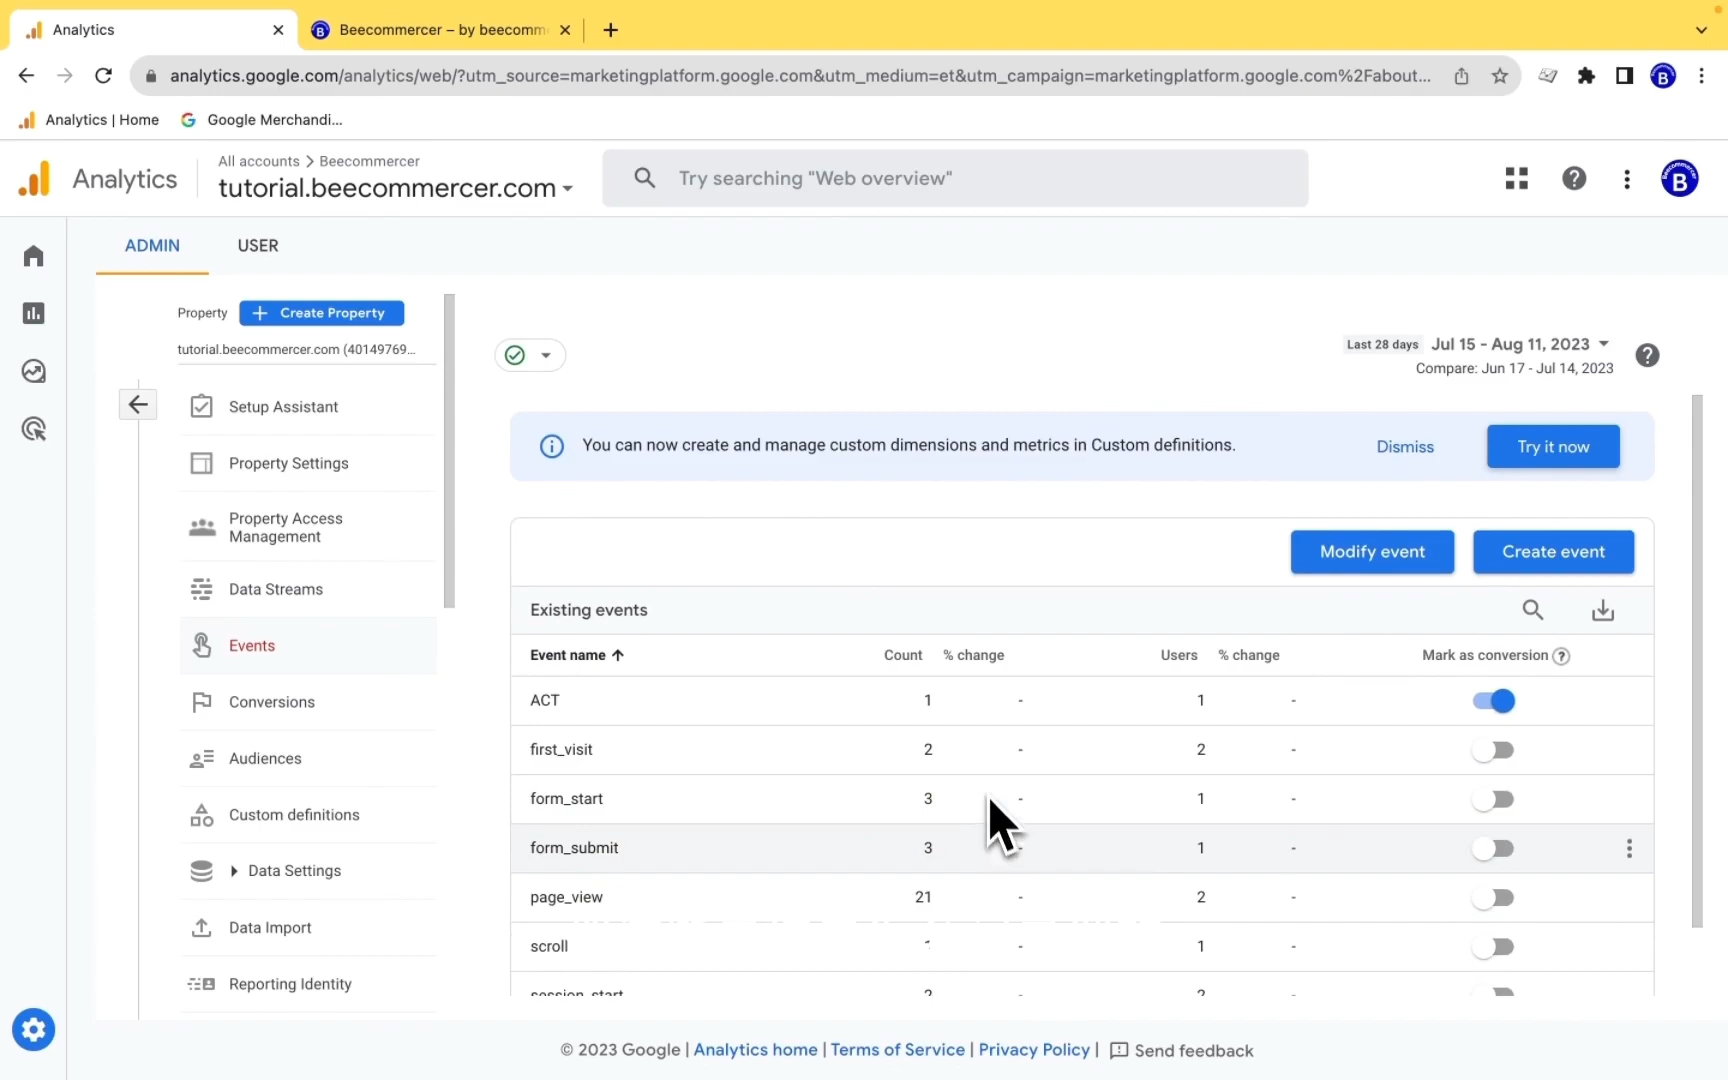 Analytics
Beecommercer – by beecomm
analytics.google.com/analytics/web/?utm_source=marketingplatform.google.com&utm_medium=et&utm_campaign=marketingplatform.google.com%2Fabout...
Analytics | Home
Google Merchandi...
Analytics
All accounts > Beecommercer
tutorial.beecommercer.com
Try searching "Web overview"
ADMIN
USER
Property
+ Create Property
tutorial.beecommercer.com (40149769...
Setup Assistant
Property Settings
Property Access
Management
Data Streams
Events
Conversions
Audiences
Custom definitions
Data Settings
Data Import
Reporting Identity
Last 28 days Jul 15 - Aug 11, 2023
Compare: Jun 17 - Jul 14, 2023
You can now create and manage custom dimensions and metrics in Custom definitions.
Dismiss
Try it now
Modify event
Create event
Existing events
Event name Count % change Users % change Mark as conversion
ACT 1 - 1 -
first_visit 2 - 2 -
form_start 3 - 1 -
form_submit 3 - 1 -
page_view 21 - 2 -
scroll - 1 -
session_start 2 - 2 -
© 2023 Google | Analytics home | Terms of Service | Privacy Policy | Send feedback